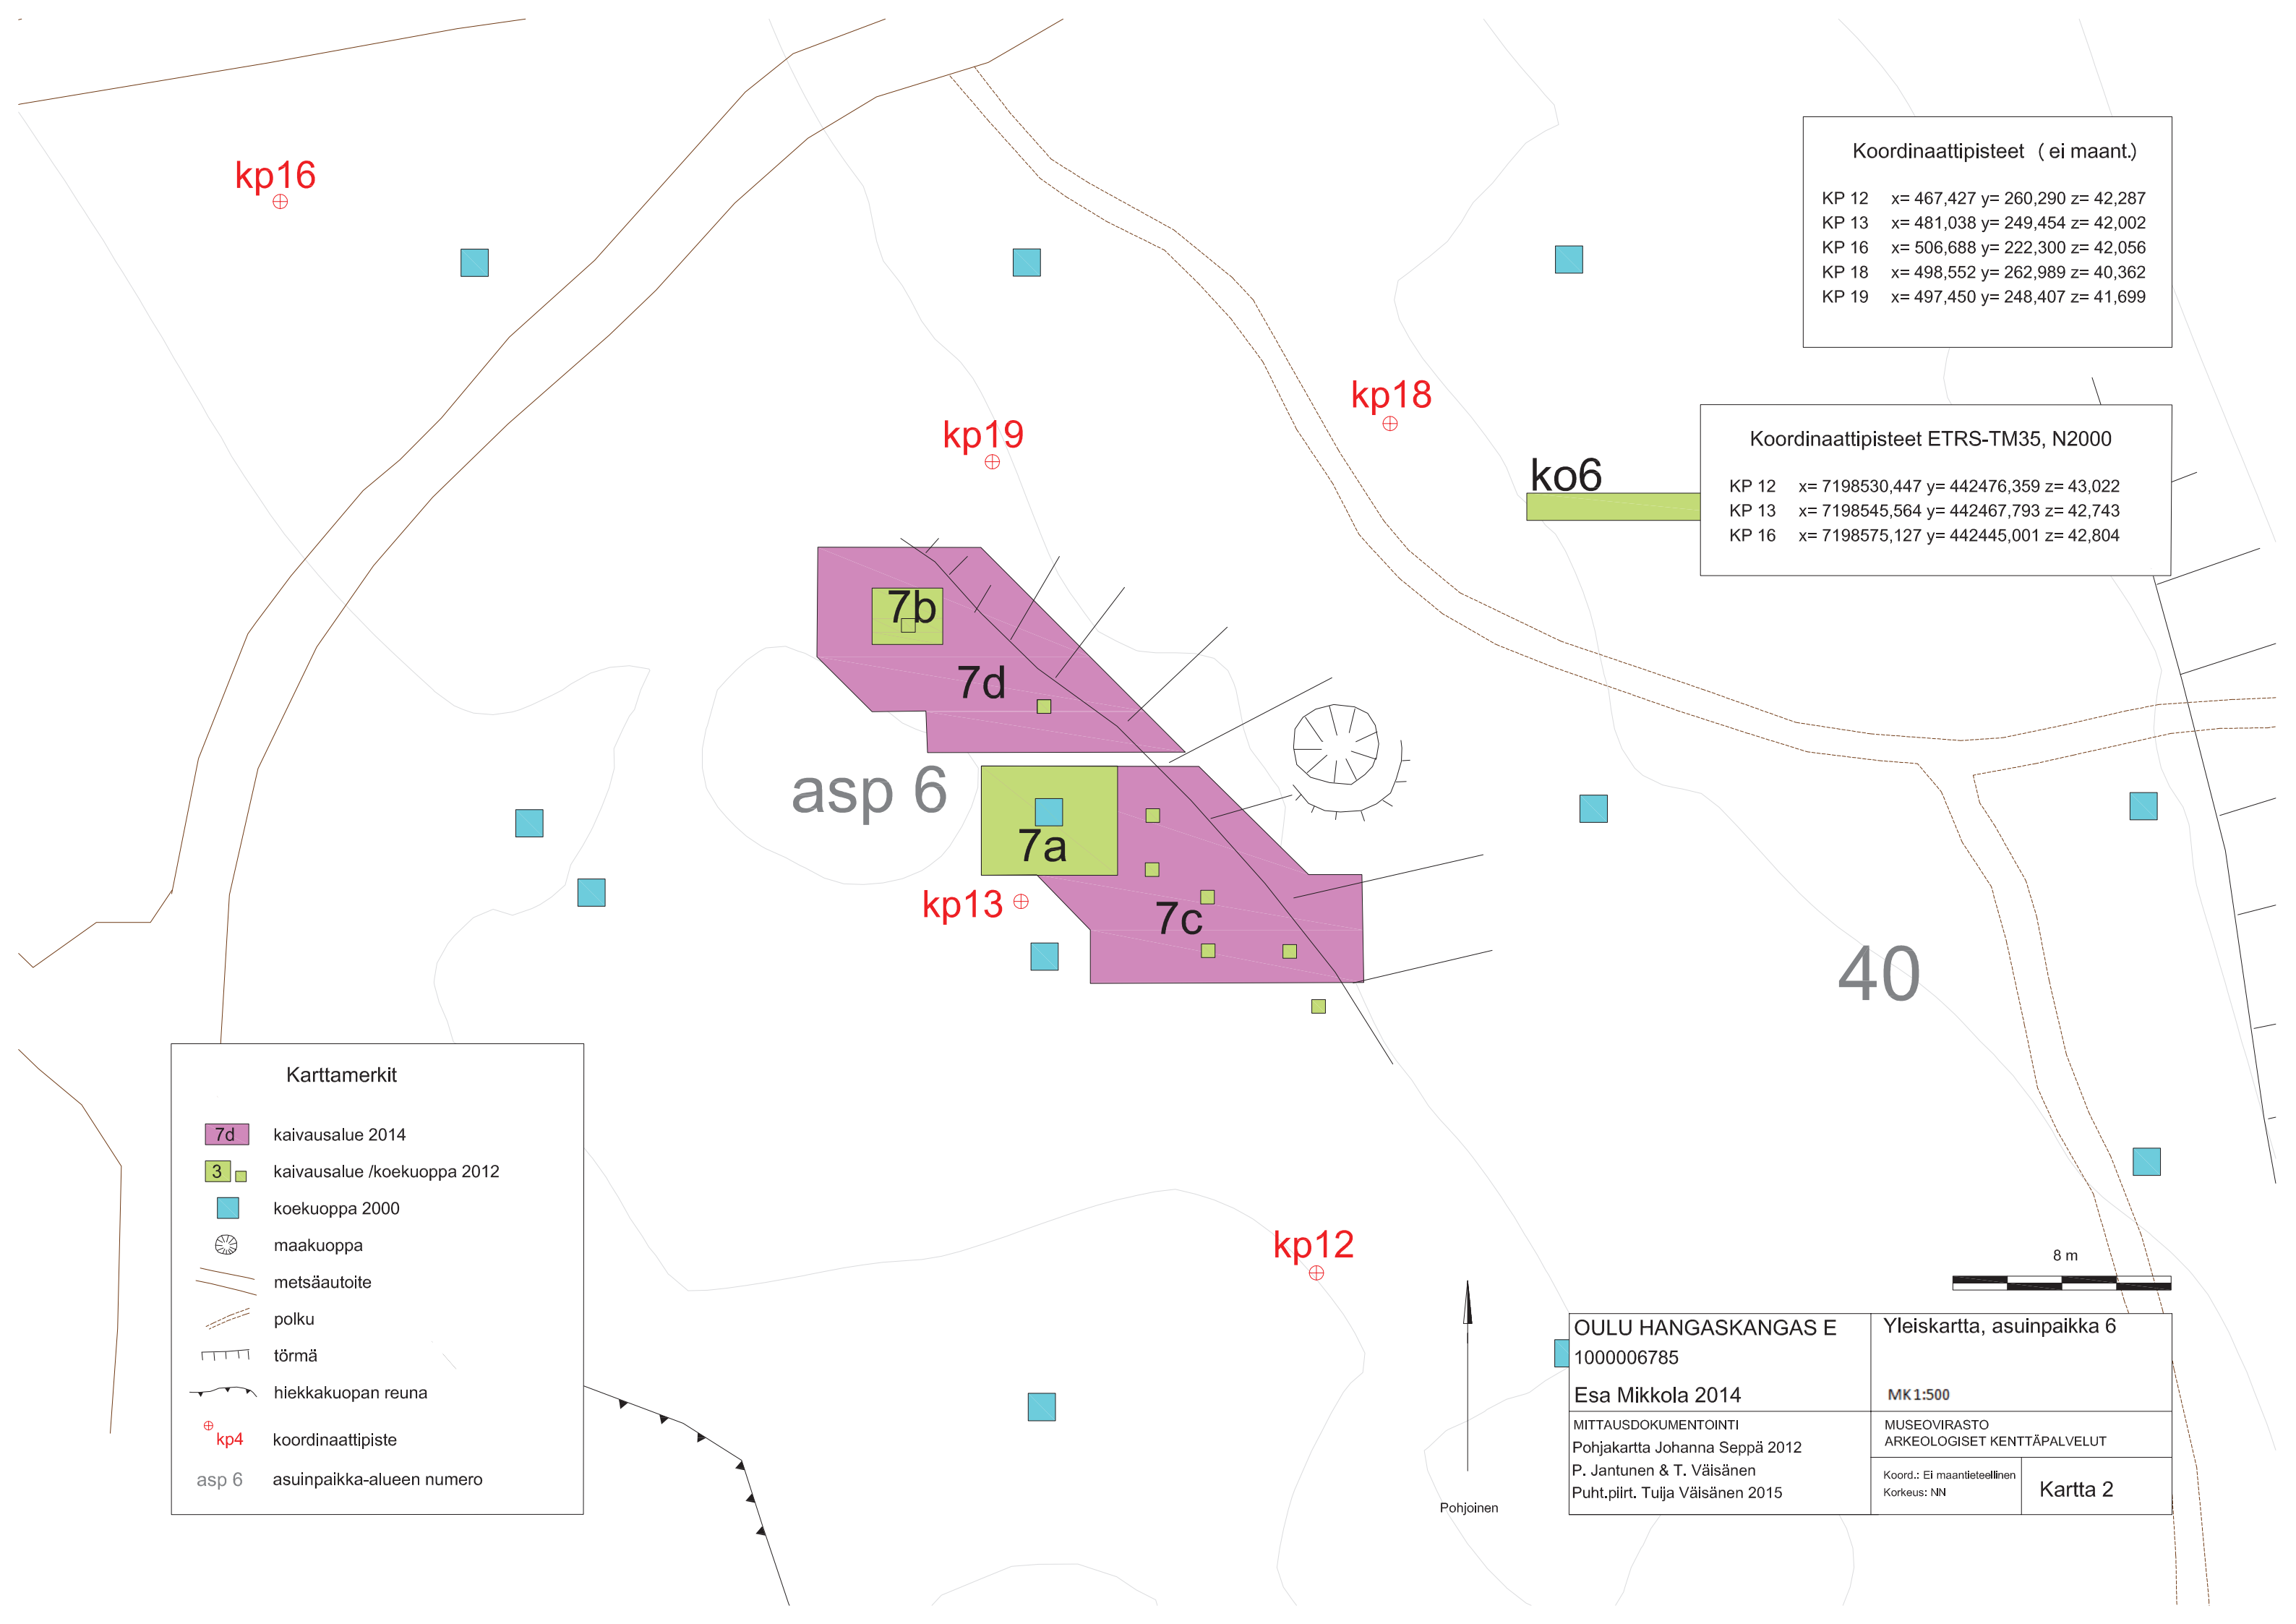 kp16
Koordinaattipisteet ( ei maant.)
KP 12 x= 467,427 y= 260,290 z= 42,287
KP 13 x= 481,038 y= 249,454 z= 42,002
KP 16 x= 506,688 y= 222,300 z= 42,056
KP 18 x= 498,552 y= 262,989 z= 40,362
KP 19 x= 497,450 y= 248,407 z= 41,699
kp18
kp19
ko6
Koordinaattipisteet ETRS-TM35, N2000
KP 12 x= 7198530,447 y= 442476,359 z= 43,022
KP 13 x= 7198545,564 y= 442467,793 z= 42,743
KP 16 x= 7198575,127 y= 442445,001 z= 42,804
7b
7d
asp 6
7a
kp13
7c
40
Karttamerkit
7d kaivausalue 2014
3 kaivausalue /koekuoppa 2012
koekuoppa 2000
maakuoppa
metsäautoite
polku
törmä
hiekkakuopan reuna
kp4 koordinaattipiste
asp 6 asuinpaikka-alueen numero
kp12
8 m
Pohjoinen
OULU HANGASKANGAS E
1000006785
Esa Mikkola 2014
MITTAUSDOKUMENTOINTI
Pohjakartta Johanna Seppä 2012
P. Jantunen & T. Väisänen
Puht.piirt. Tuija Väisänen 2015
Yleiskartta, asuinpaikka 6
MK 1:500
MUSEOVIRASTO
ARKEOLOGISET KENTTÄPALVELUT
Koord.: Ei maantieteellinen
Korkeus: NN
Kartta 2